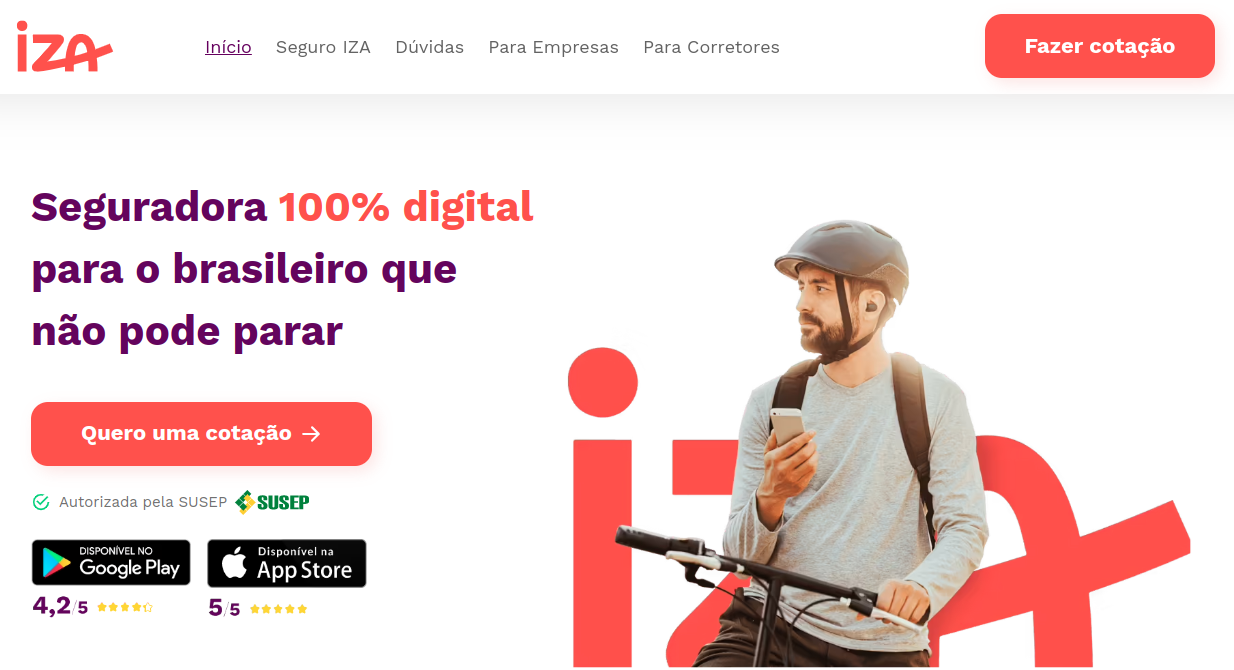 iza
Início Seguro IZA Dúvidas Para Empresas Para Corretores
Fazer cotação
Seguradora 100% digital
para o brasileiro que
não pode parar
Quero uma cotação →
Autorizada pela SUSEP SUSEP
DISPONÍVEL NO
Google Play
Disponível na
App Store
4,2/5
5/5
iza